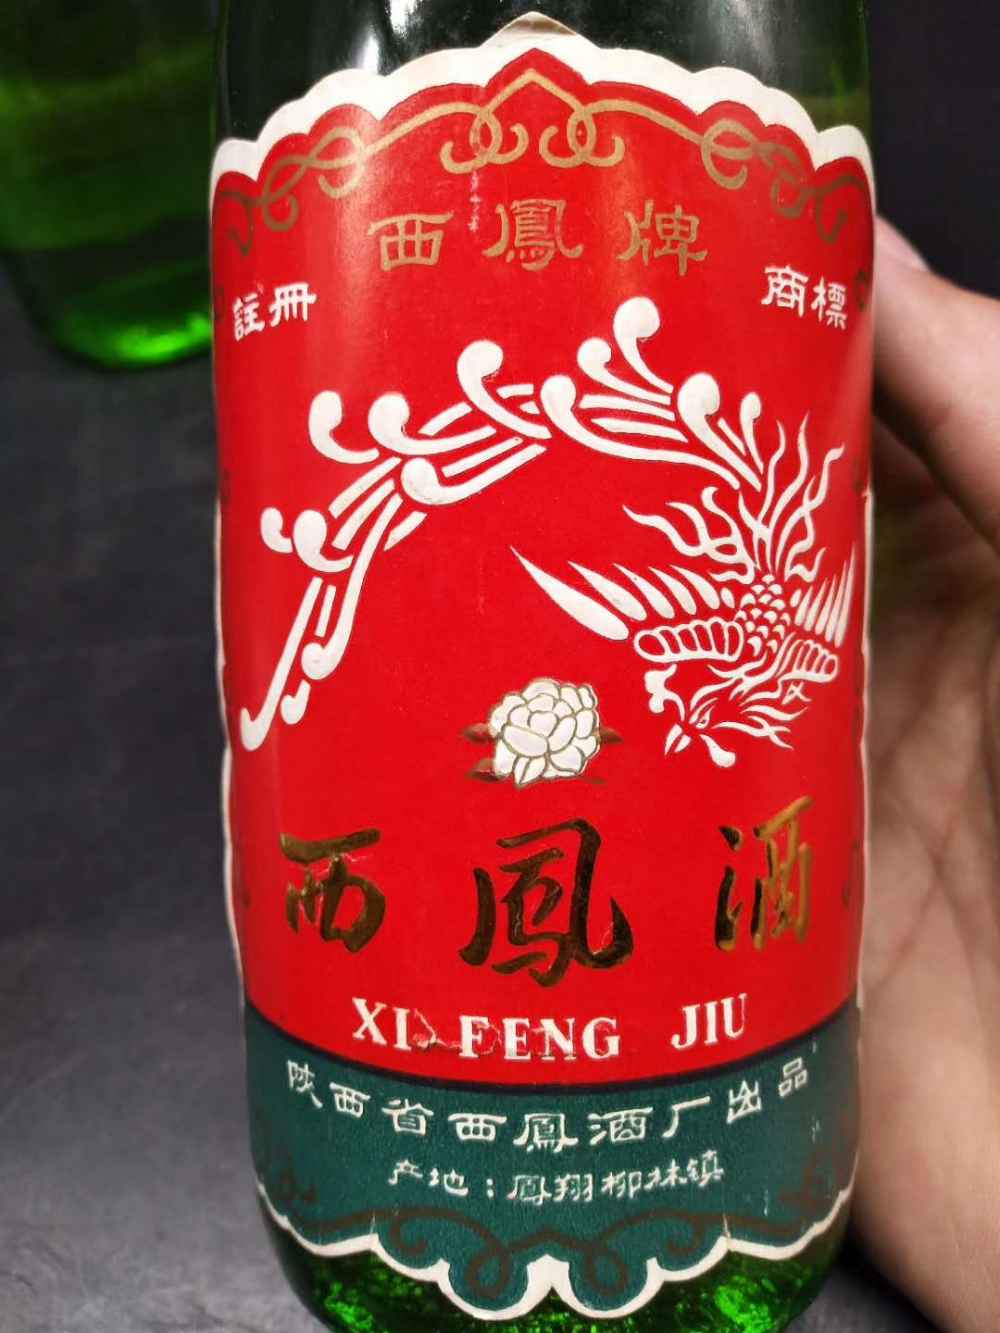 西鳳牌
註冊 商標
西鳳酒
XI FENG JIU
陕西省西鳳酒厂出品
产地：鳳翔柳林镇